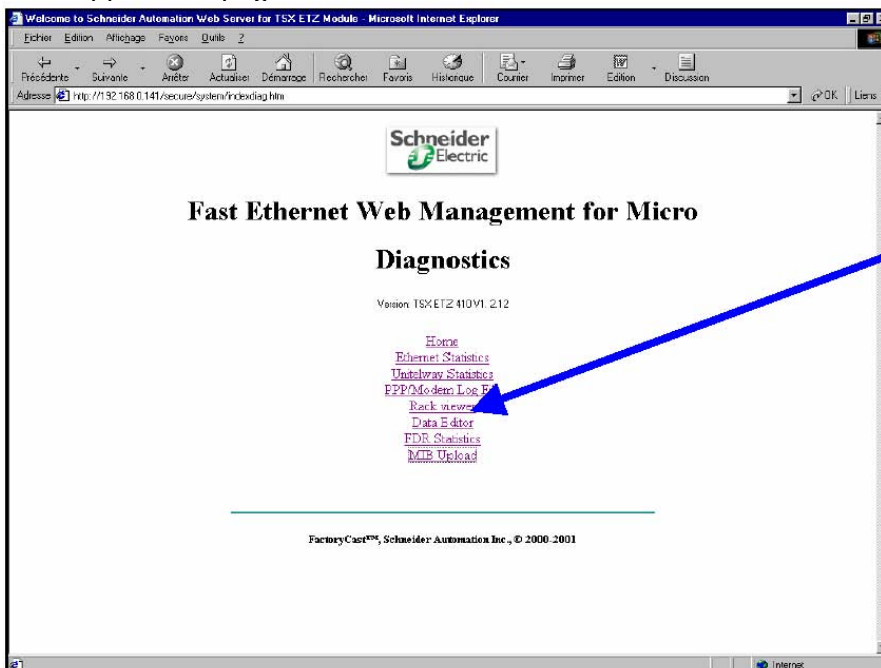 Welcome to Schneider Automation Web Server for TSX ETZ Module - Microsoft Internet Explorer
Fichier Edition Affichage Favoris Outils ?
Précédente Suivante Arrêter Actualiser Démarrage Rechercher Favoris Historique Courrier Imprimer Edition Discussion
Adresse http://192.168.0.141/secure/system/indexdiag.htm OK Liens
Schneider
Electric
Fast Ethernet Web Management for Micro
Diagnostics
Version: TSX ETZ 410 V1. 2.12
Home
Ethernet Statistics
Unitelway Statistics
PPP/Modem Log
Rack viewer
Data Editor
FDR Statistics
MIB Upload
FactoryCast™, Schneider Automation Inc., © 2000-2001
Internet